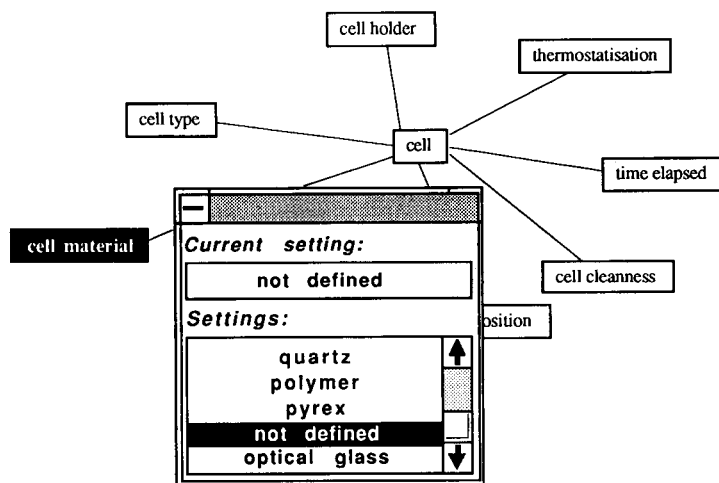 cell holder
thermostatisation
cell type
cell
time elapsed
cell material
cell cleanness
osition
Current setting:
not defined
Settings:
quartz
polymer
pyrex
not defined
optical glass